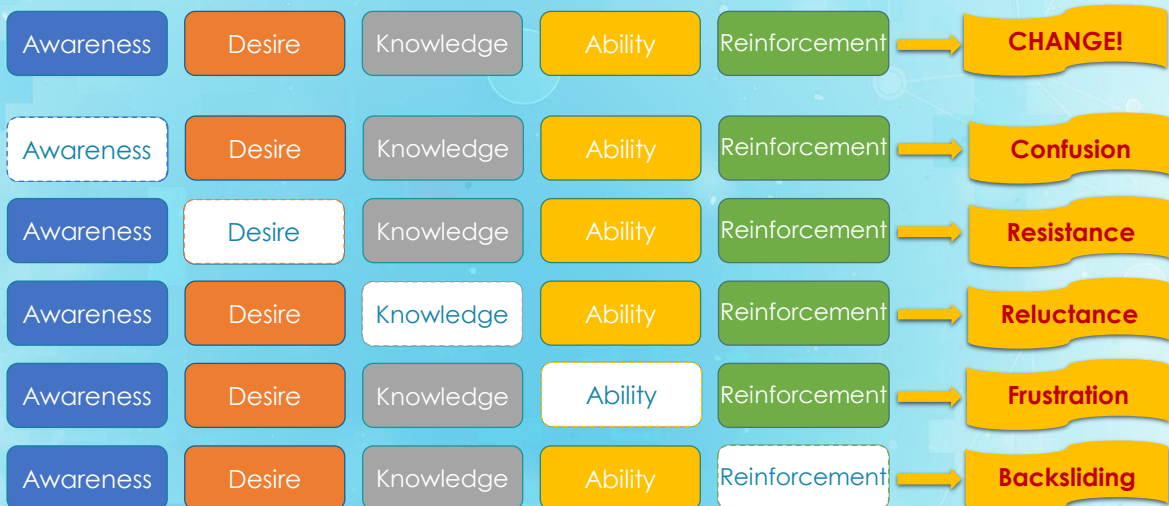 Awareness Desire Knowledge Ability Reinforcement CHANGE!
Awareness Desire Knowledge Ability Reinforcement Confusion
Awareness Desire Knowledge Ability Reinforcement Resistance
Awareness Desire Knowledge Ability Reinforcement Reluctance
Awareness Desire Knowledge Ability Reinforcement Frustration
Awareness Desire Knowledge Ability Reinforcement Backsliding